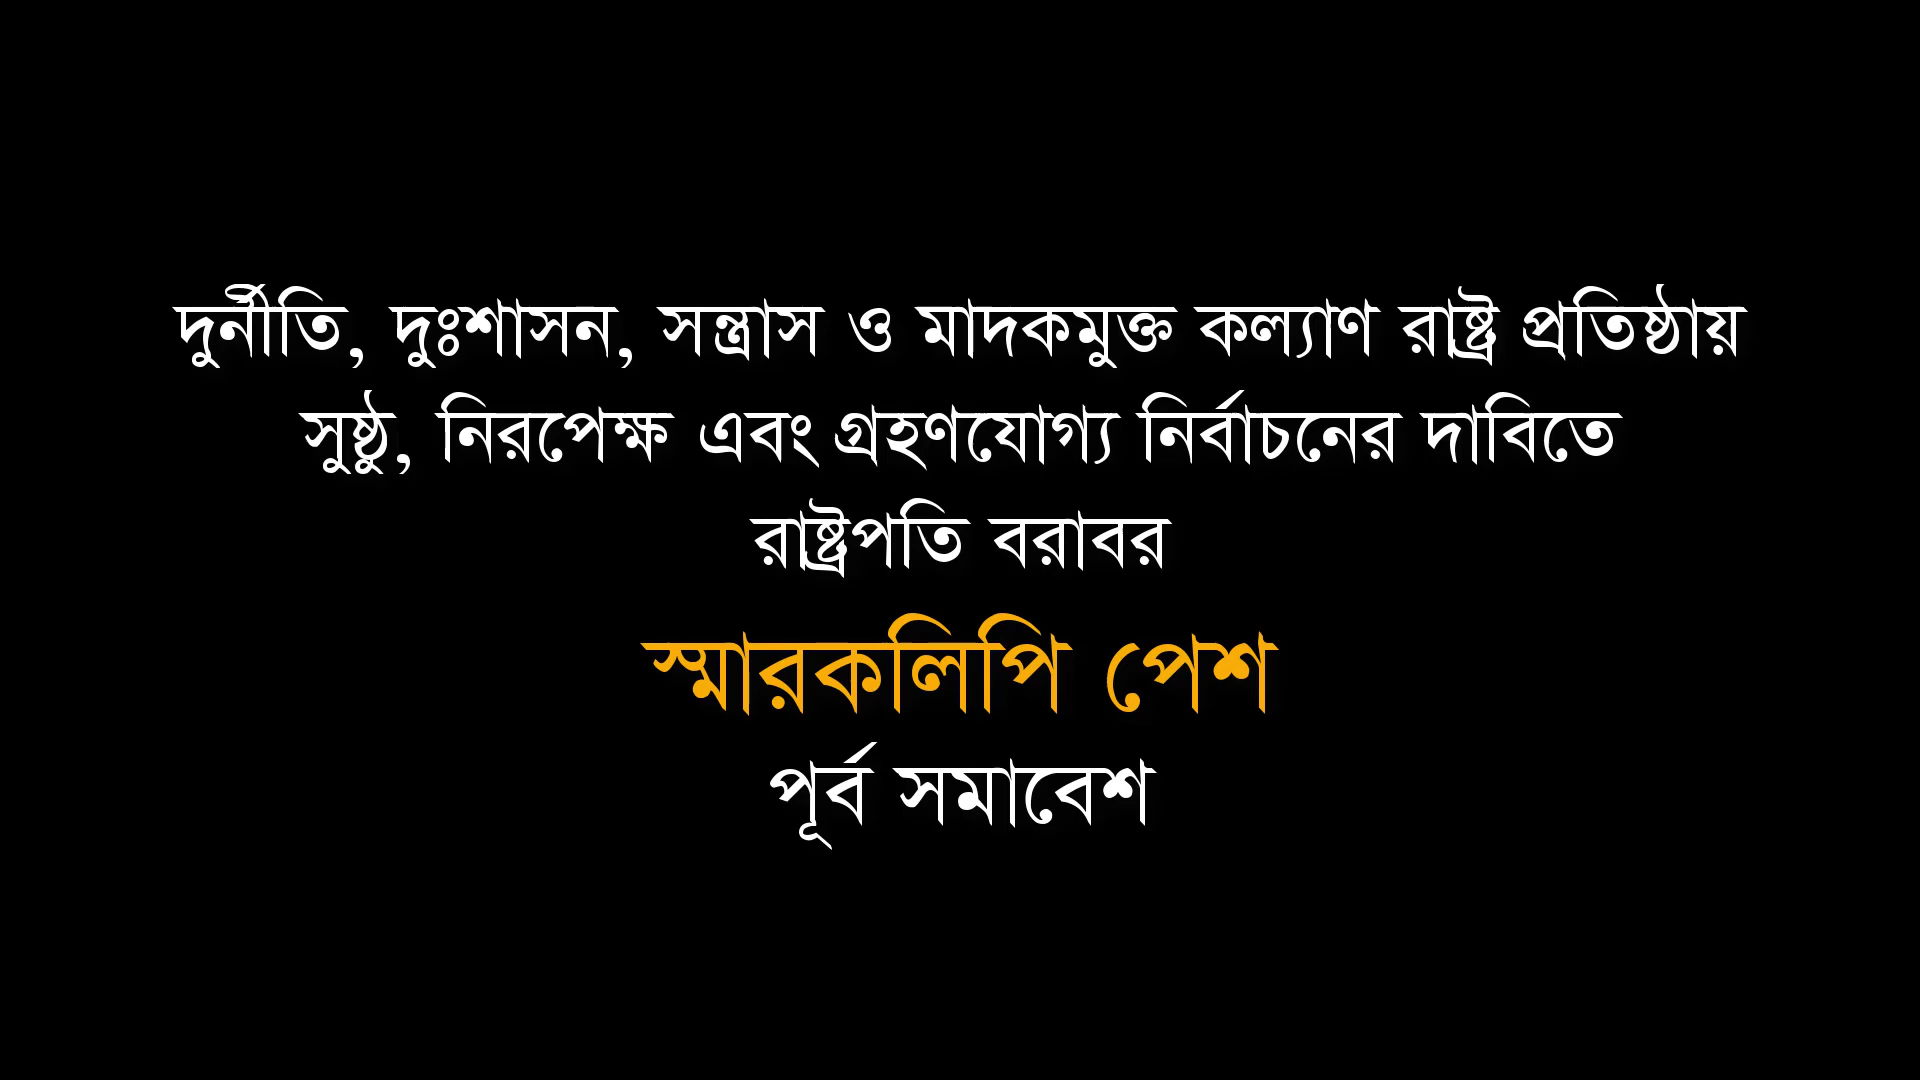 দুর্নীতি, দুঃশাসন, সন্ত্রাস ও মাদকমুক্ত কল্যাণ রাষ্ট্র প্রতিষ্ঠায়
সুষ্ঠু, নিরপেক্ষ এবং গ্রহণযোগ্য নির্বাচনের দাবিতে
রাষ্ট্রপতি বরাবর
স্মারকলিপি পেশ
পূর্ব সমাবেশ